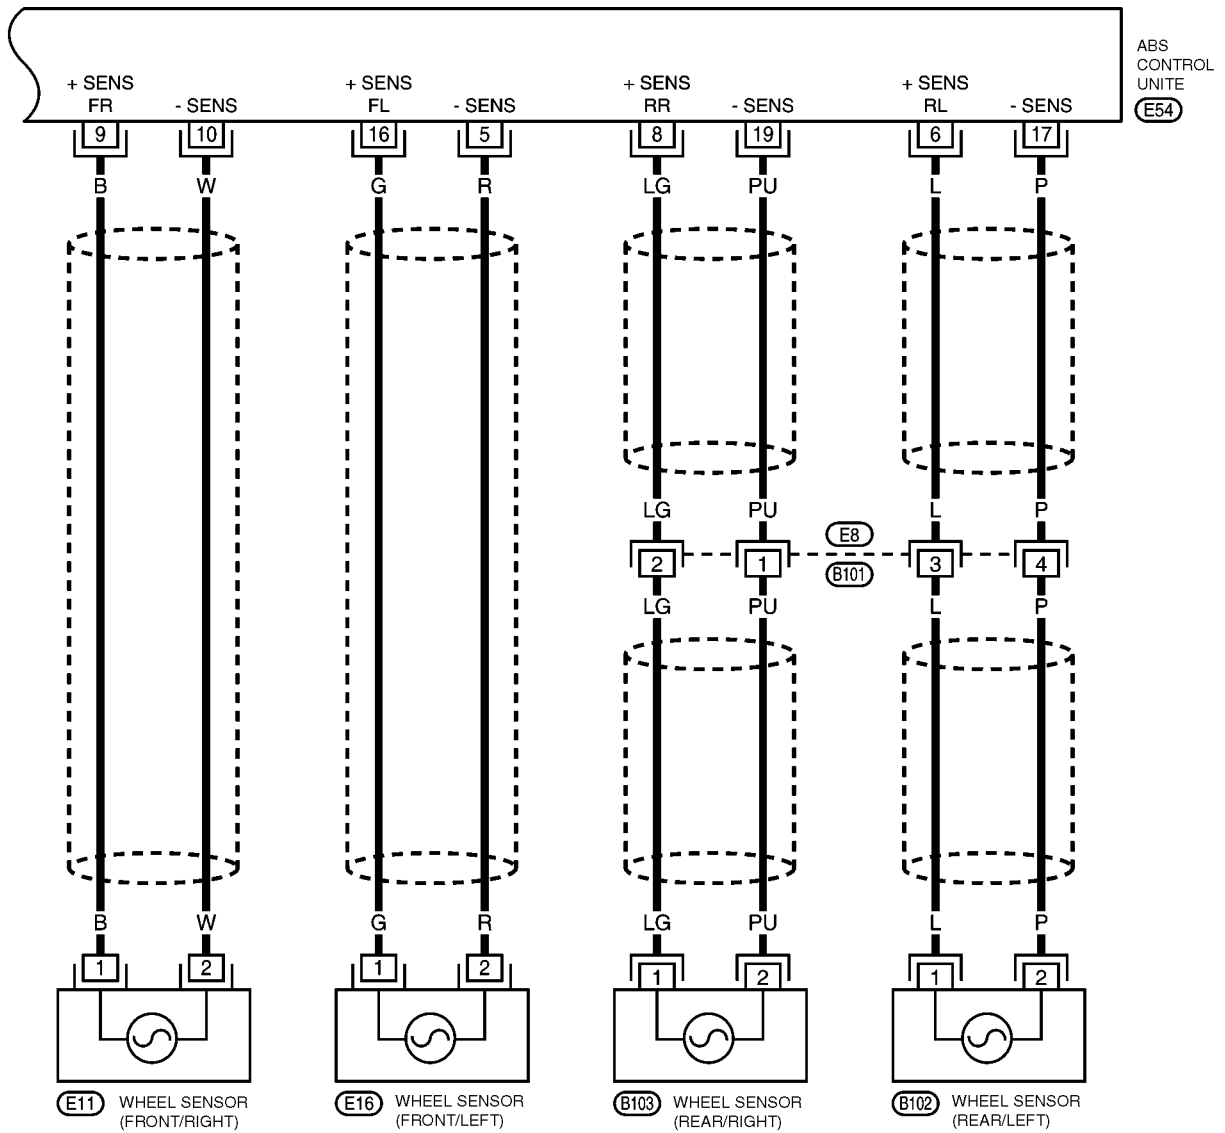 ABS
CONTROL
UNITE
E54
+ SENS
FR
- SENS
+ SENS
FL
- SENS
+ SENS
RR
- SENS
+ SENS
RL
- SENS
9 10 16 5 8 19 6 17
B W G R LG PU L P
LG PU L P
E8
2 1 3 4
B101
LG PU L P
B W G R LG PU L P
1 2 1 2 1 2 1 2
E11 WHEEL SENSOR
(FRONT/RIGHT)
E16 WHEEL SENSOR
(FRONT/LEFT)
B103 WHEEL SENSOR
(REAR/RIGHT)
B102 WHEEL SENSOR
(REAR/LEFT)